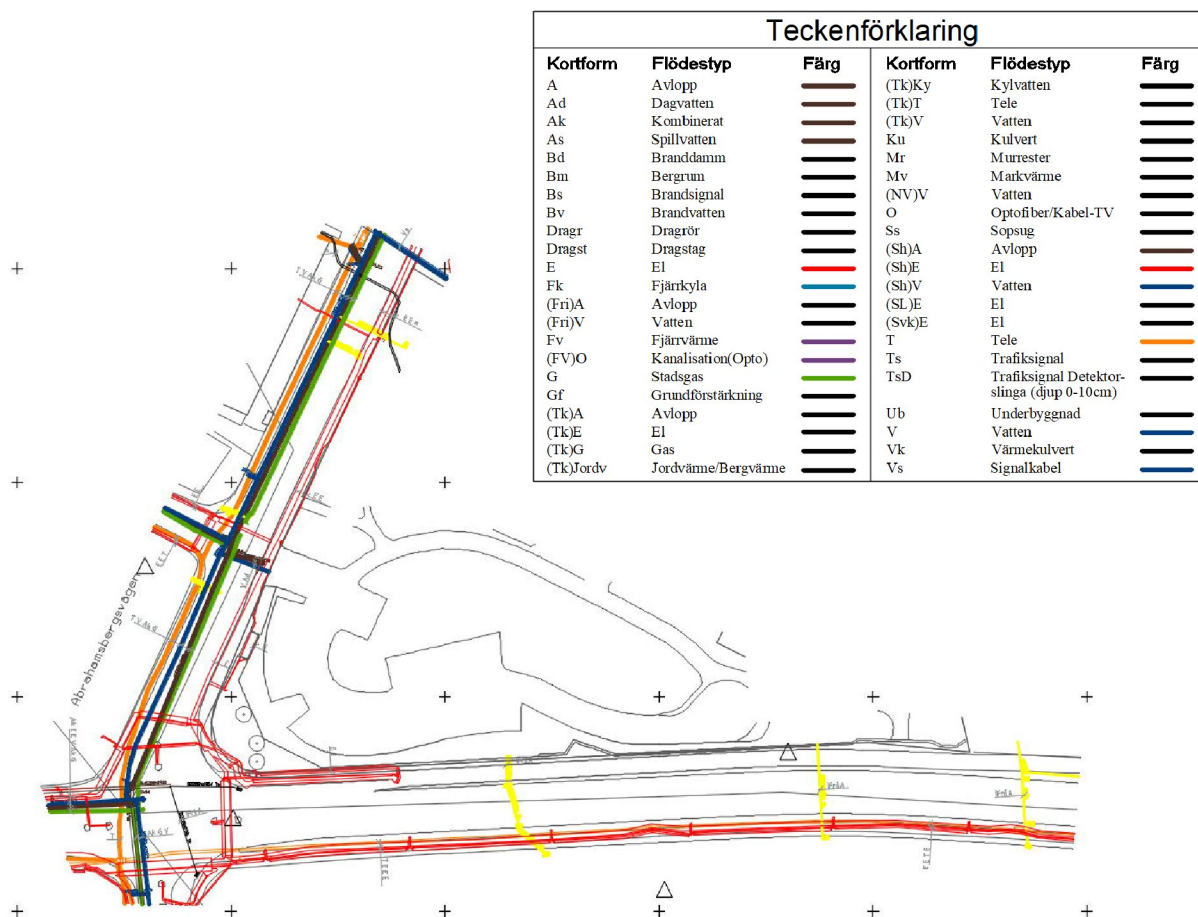 Teckenförklaring
Kortform Flödestyp Färg Kortform Flödestyp Färg
A Avlopp (Tk)Ky Kylvatten
Ad Dagvatten (Tk)T Tele
Ak Kombinerat (Tk)V Vatten
As Spillvatten Ku Kulvert
Bd Branddamm Mr Murrester
Bm Bergrum Mv Markvärme
Bs Brandsignal (NV)V Vatten
Bv Brandvatten O Optofiber/Kabel-TV
Dragr Dragrör Ss Sopsug
Dragst Dragstag (Sh)A Avlopp
E El (Sh)E El
Fk Fjärrkyla (Sh)V Vatten
(Fri)A Avlopp (SL)E El
(Fri)V Vatten (Svk)E El
Fv Fjärrvärme T Tele
(FV)O Kanalisation(Opto) Ts Trafiksignal
G Stadsgas TsD Trafiksignal Detektor-
Gf Grundförstärkning slinga (djup 0-10cm)
(Tk)A Avlopp Ub Underbyggnad
(Tk)E El V Vatten
(Tk)G Gas Vk Värmekulvert
(Tk)Jordv Jordvärme/Bergvärme Vs Signalkabel
Abrahamsbergsvägen